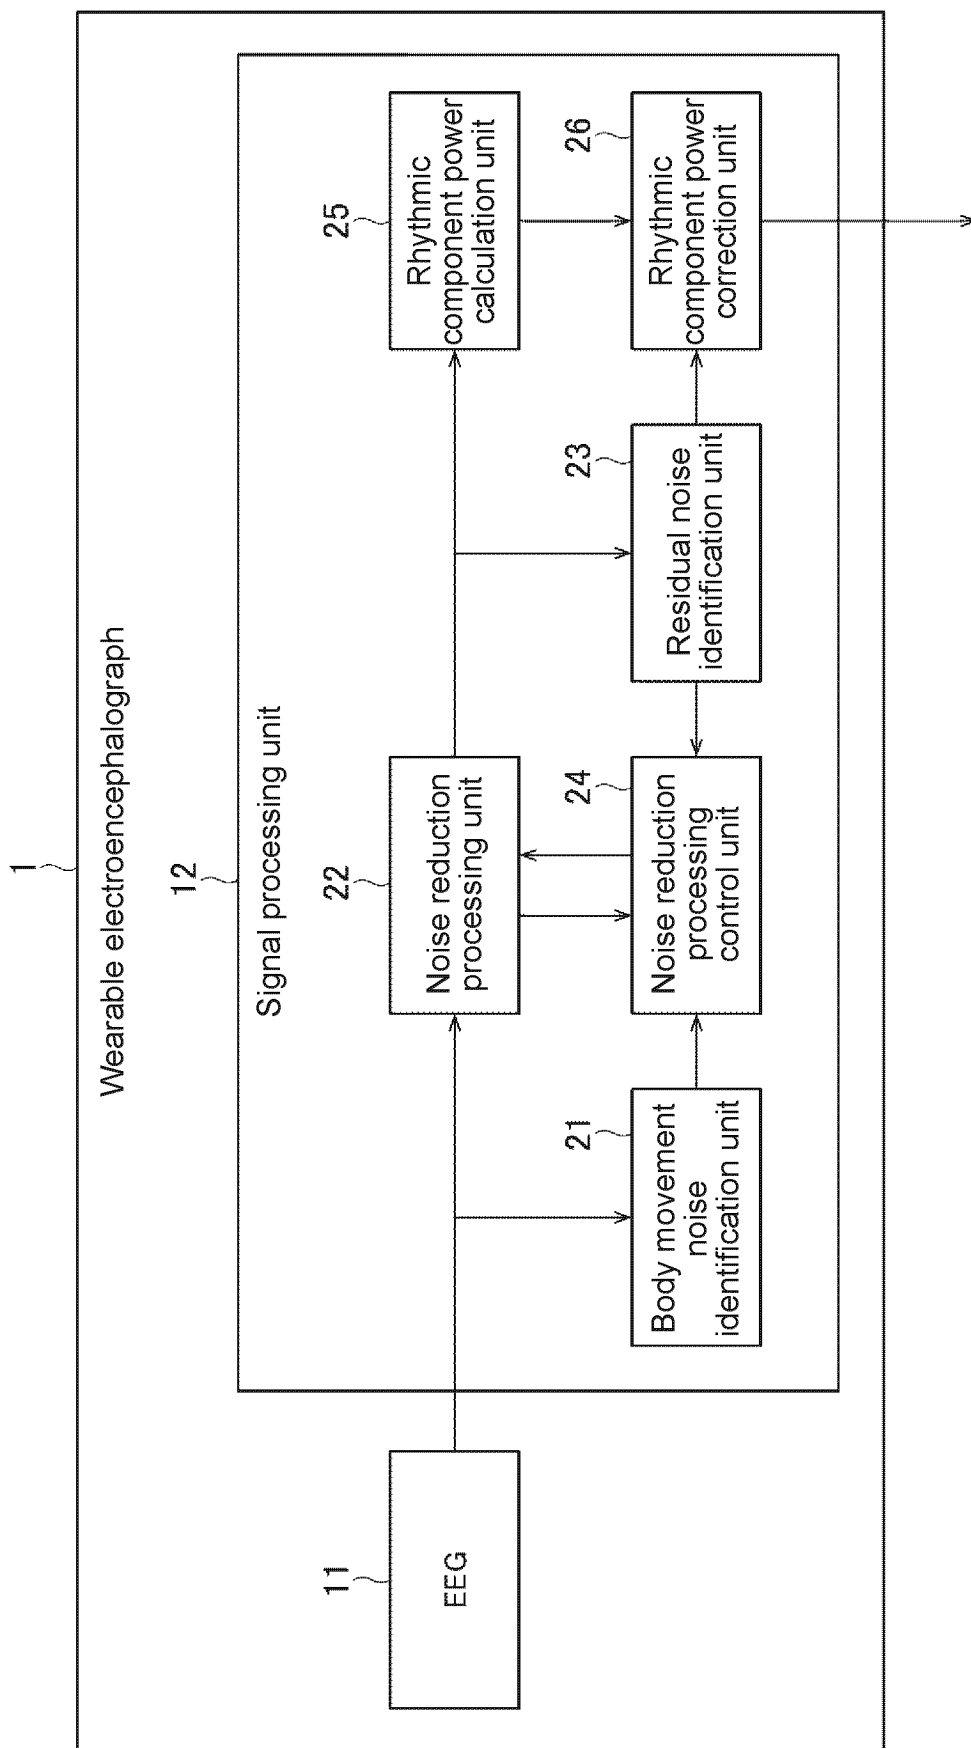 1
Wearable electroencephalograph
12
Signal processing unit
11
EEG
22
Noise reduction
processing unit
25
Rhythmic
component power
calculation unit
21
Body movement
noise
identification unit
24
Noise reduction
processing
control unit
23
Residual noise
identification unit
26
Rhythmic
component power
correction unit